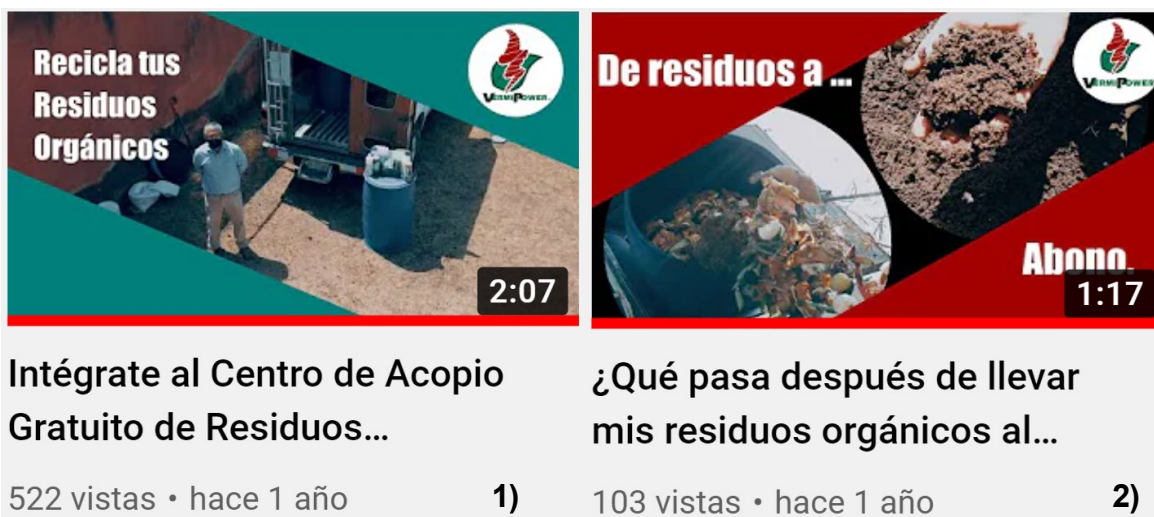 Recicla tus
Residuos
Orgánicos
VERMIPOWER
2:07
Intégrate al Centro de Acopio
Gratuito de Residuos...
522 vistas • hace 1 año
1)
De residuos a ...
VERMIPOWER
Abono.
1:17
¿Qué pasa después de llevar
mis residuos orgánicos al...
103 vistas • hace 1 año
2)